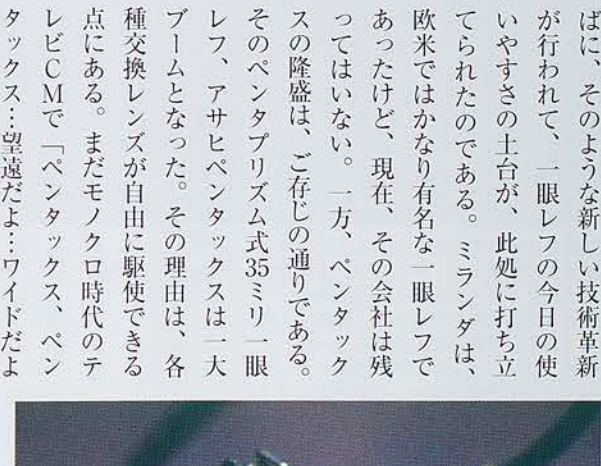 ばに、そのような新しい技術革新
が行われて、一眼レフの今日の使
いやすさの土台が、此処に打ち立
てられたのである。ミランダは、
欧米ではかなり有名な一眼レフで
あったけど、現在、その会社は残
ってはいない。一方、ペンタック
スの隆盛は、ご存じの通りである。
そのペンタプリズム式35ミリ一眼
レフ、アサヒペンタックスは一大
ブームとなった。その理由は、各
種交換レンズが自由に駆使できる
点にある。まだモノクロ時代のテ
レビCMで「ペンタックス、ペン
タックス…望遠だよ…ワイドだよ